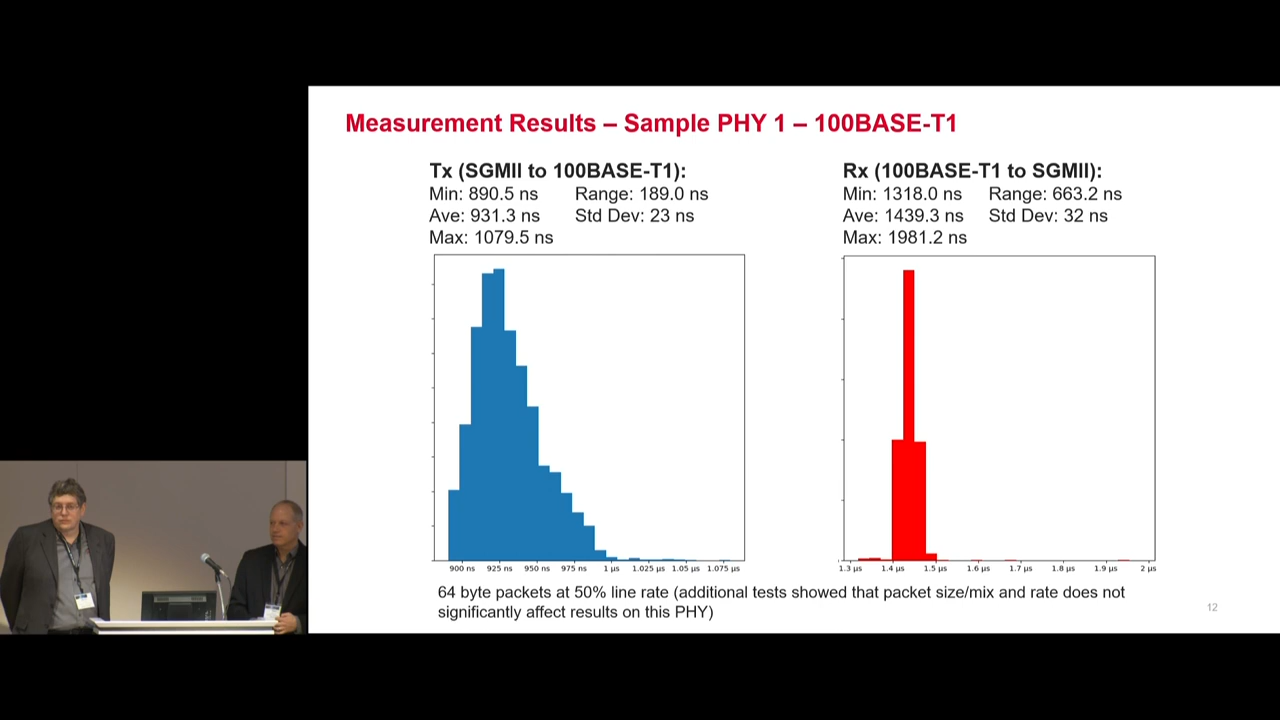 Measurement Results – Sample PHY 1 – 100BASE-T1
Tx (SGMII to 100BASE-T1):
Min: 890.5 ns Range: 189.0 ns
Ave: 931.3 ns Std Dev: 23 ns
Max: 1079.5 ns
900 ns 925 ns 950 ns 975 ns 1 µs 1.025 µs 1.05 µs 1.075 µs
Rx (100BASE-T1 to SGMII):
Min: 1318.0 ns Range: 663.2 ns
Ave: 1439.3 ns Std Dev: 32 ns
Max: 1981.2 ns
1.3 µs 1.4 µs 1.5 µs 1.6 µs 1.7 µs 1.8 µs 1.9 µs 2 µs
64 byte packets at 50% line rate (additional tests showed that packet size/mix and rate does not
significantly affect results on this PHY)
12